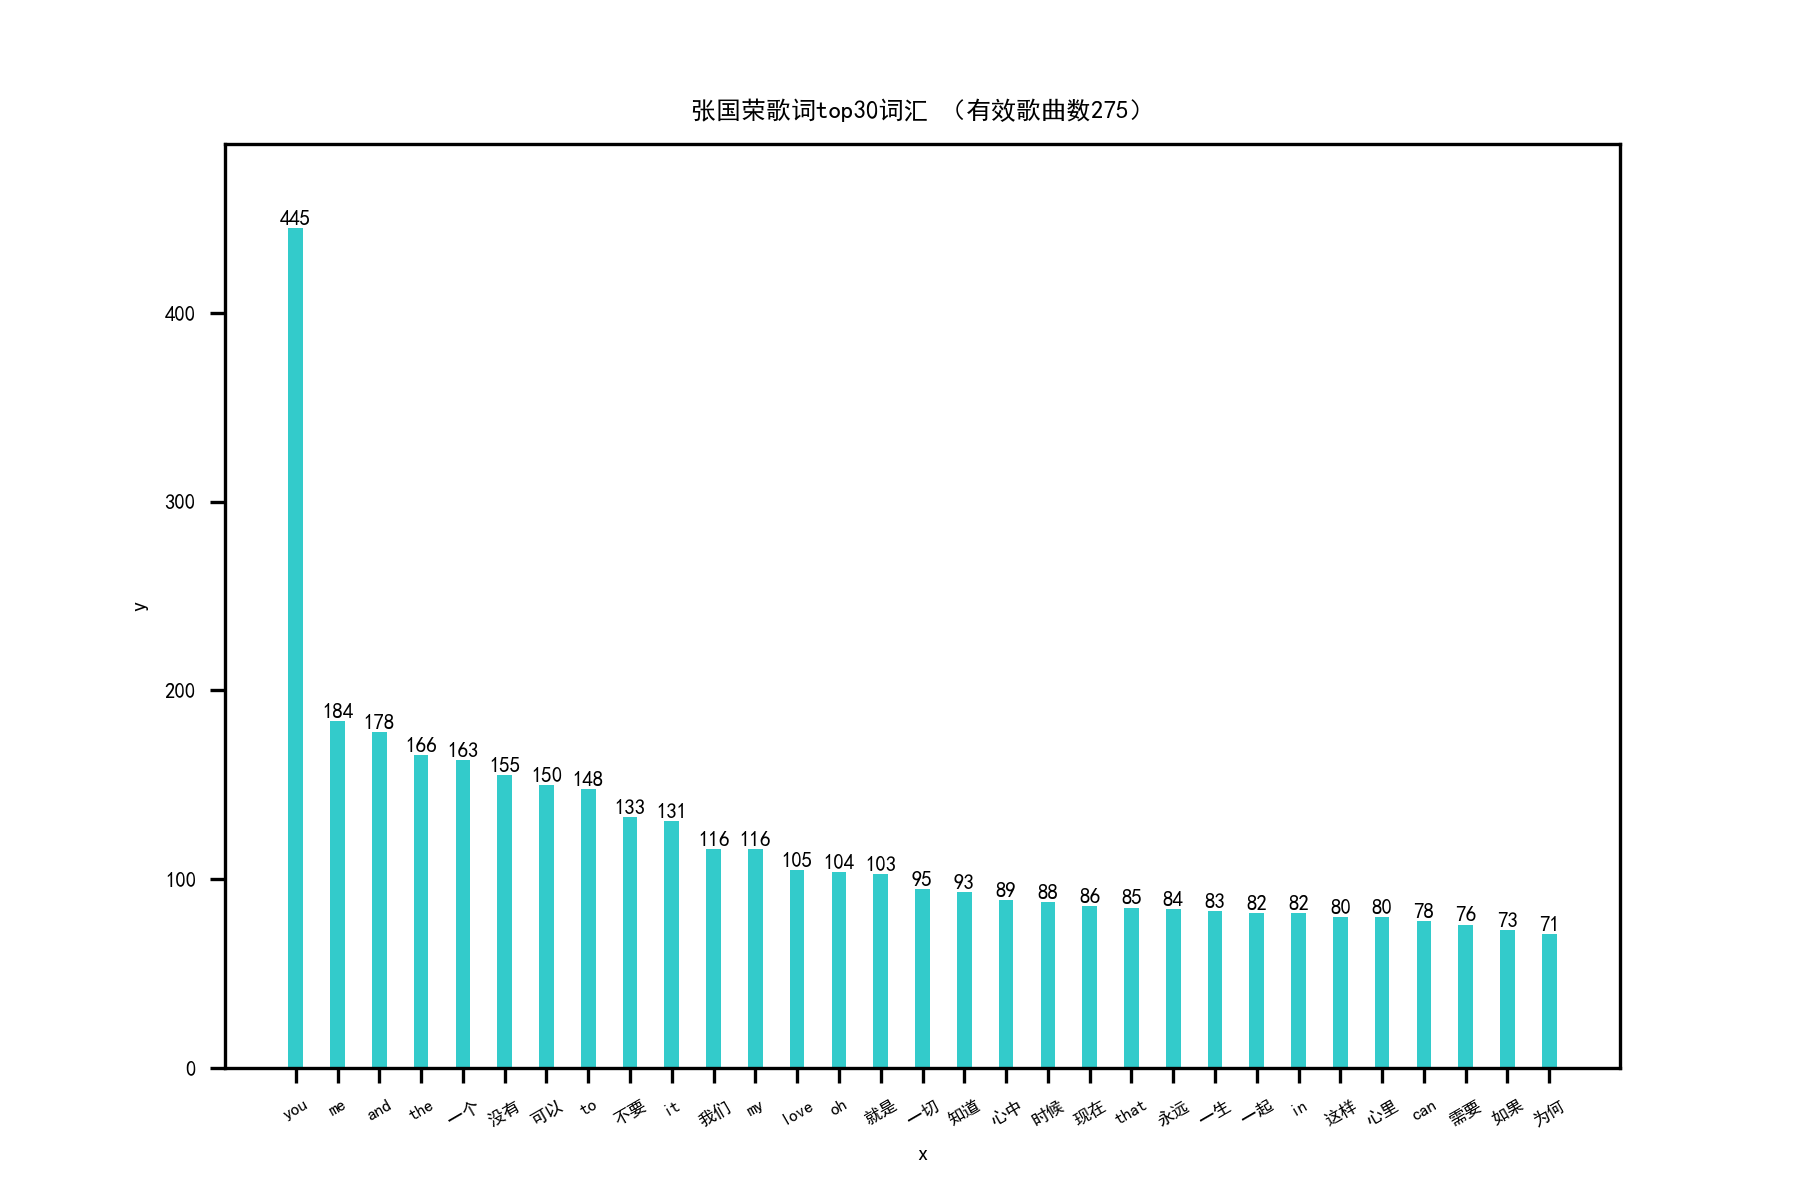 张国荣歌词top30词汇 （有效歌曲数275）
445
400
300
y
200
184 178 166 163 155 150 148 133 131 116 116 105 104 103 95 93 89 88 86 85 84 83 82 82 80 80 78 76 73 71
100
0
you me and the 一个 没有 可以 to 不要 it 我们 my love oh 就是 一切 知道 心中 时候 现在 that 永远 一生 一起 in 这样 心里 can 需要 如果 为何
x